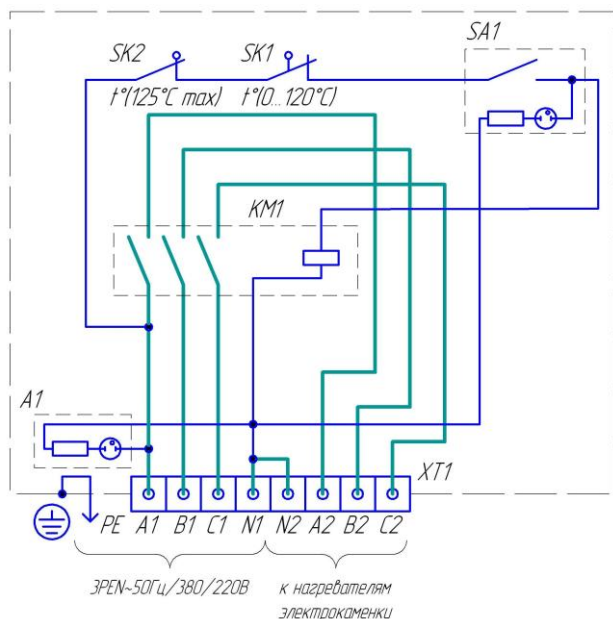 SA1
SK2 SK1
t°(125°C max) t°(0...120°C)
KM1
A1
XT1
PE A1 B1 C1 N1 N2 A2 B2 C2
3PEN~50Гц/380/220В
к нагревателям
электрокаменки